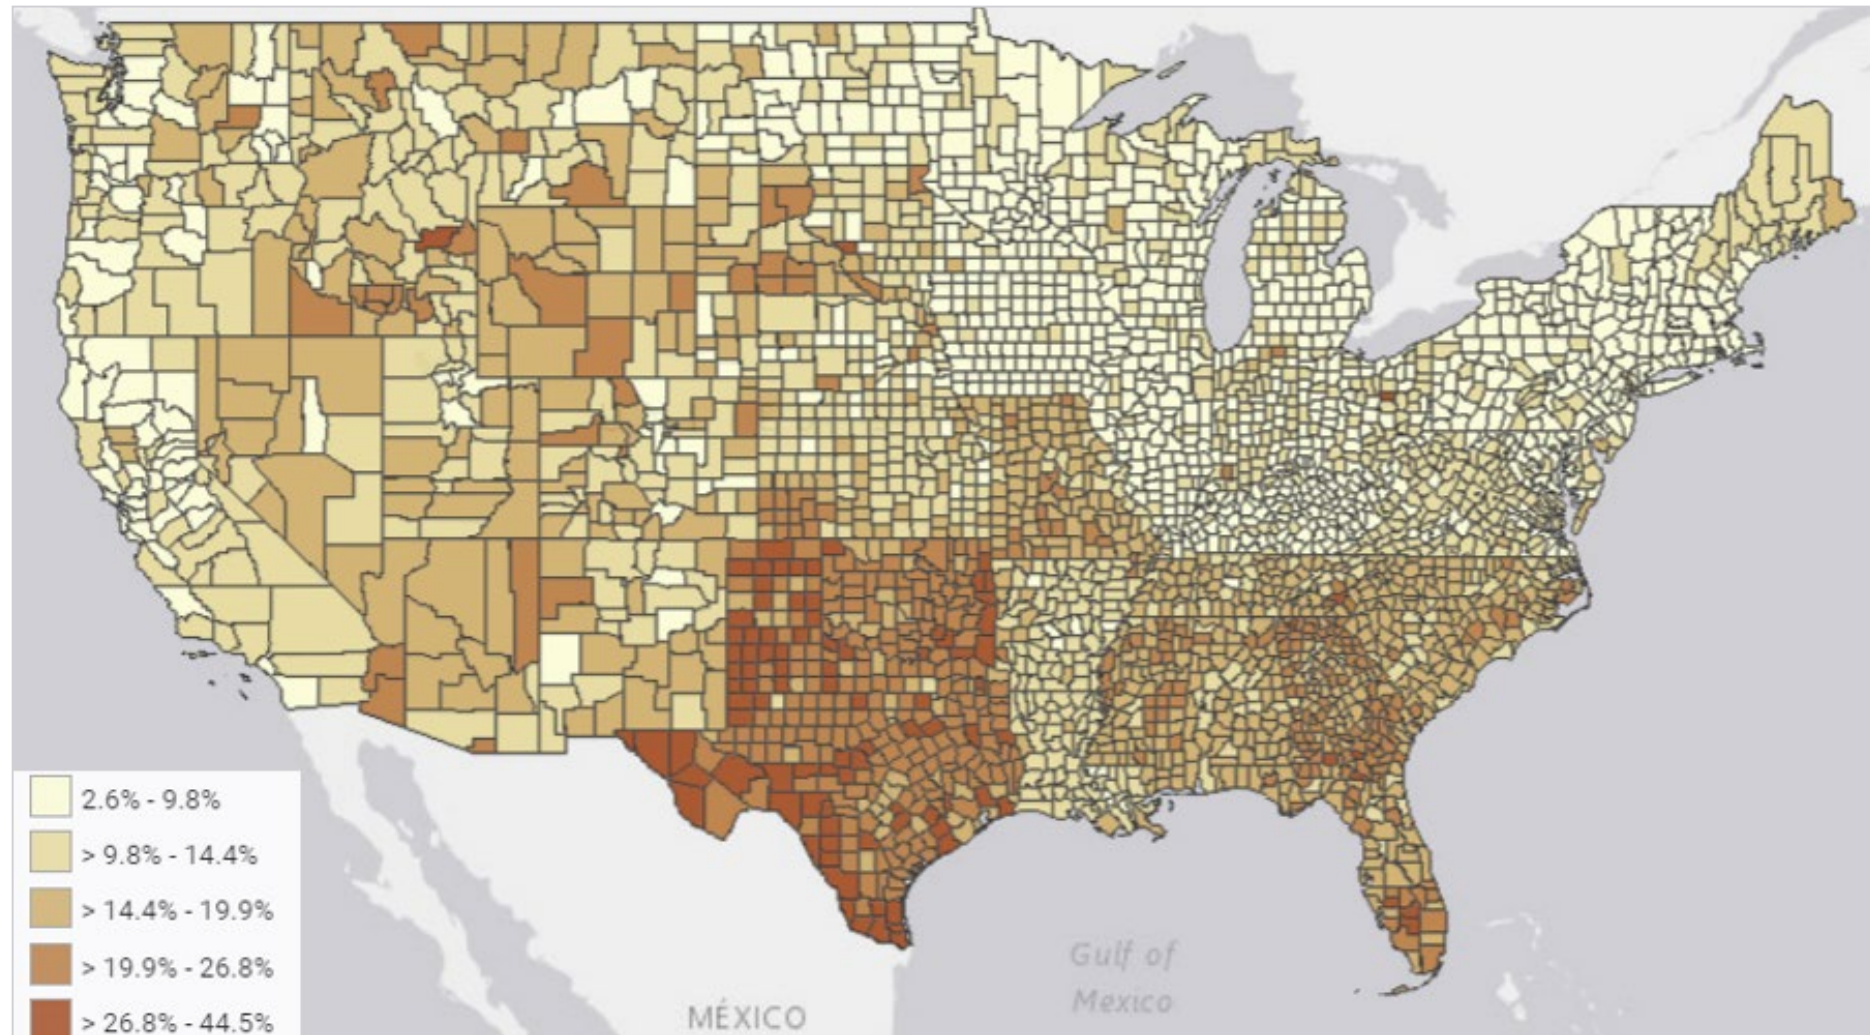 2.6% - 9.8%
> 9.8% - 14.4%
> 14.4% - 19.9%
> 19.9% - 26.8%
> 26.8% - 44.5%
Gulf of
Mexico
MÉXICO